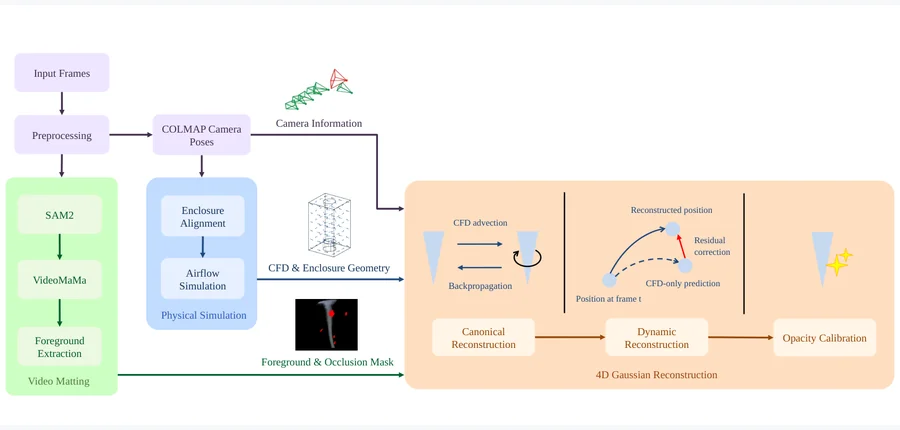 Input Frames
Preprocessing
COLMAP Camera
Poses
Camera Information
SAM2
VideoMaMa
Foreground
Extraction
Video Matting
Enclosure
Alignment
Airflow
Simulation
Physical Simulation
CFD & Enclosure Geometry
Foreground & Occlusion Mask
CFD advection
Backpropagation
Reconstructed position
Residual
correction
CFD-only prediction
Position at frame t
Canonical
Reconstruction
Dynamic
Reconstruction
Opacity Calibration
4D Gaussian Reconstruction